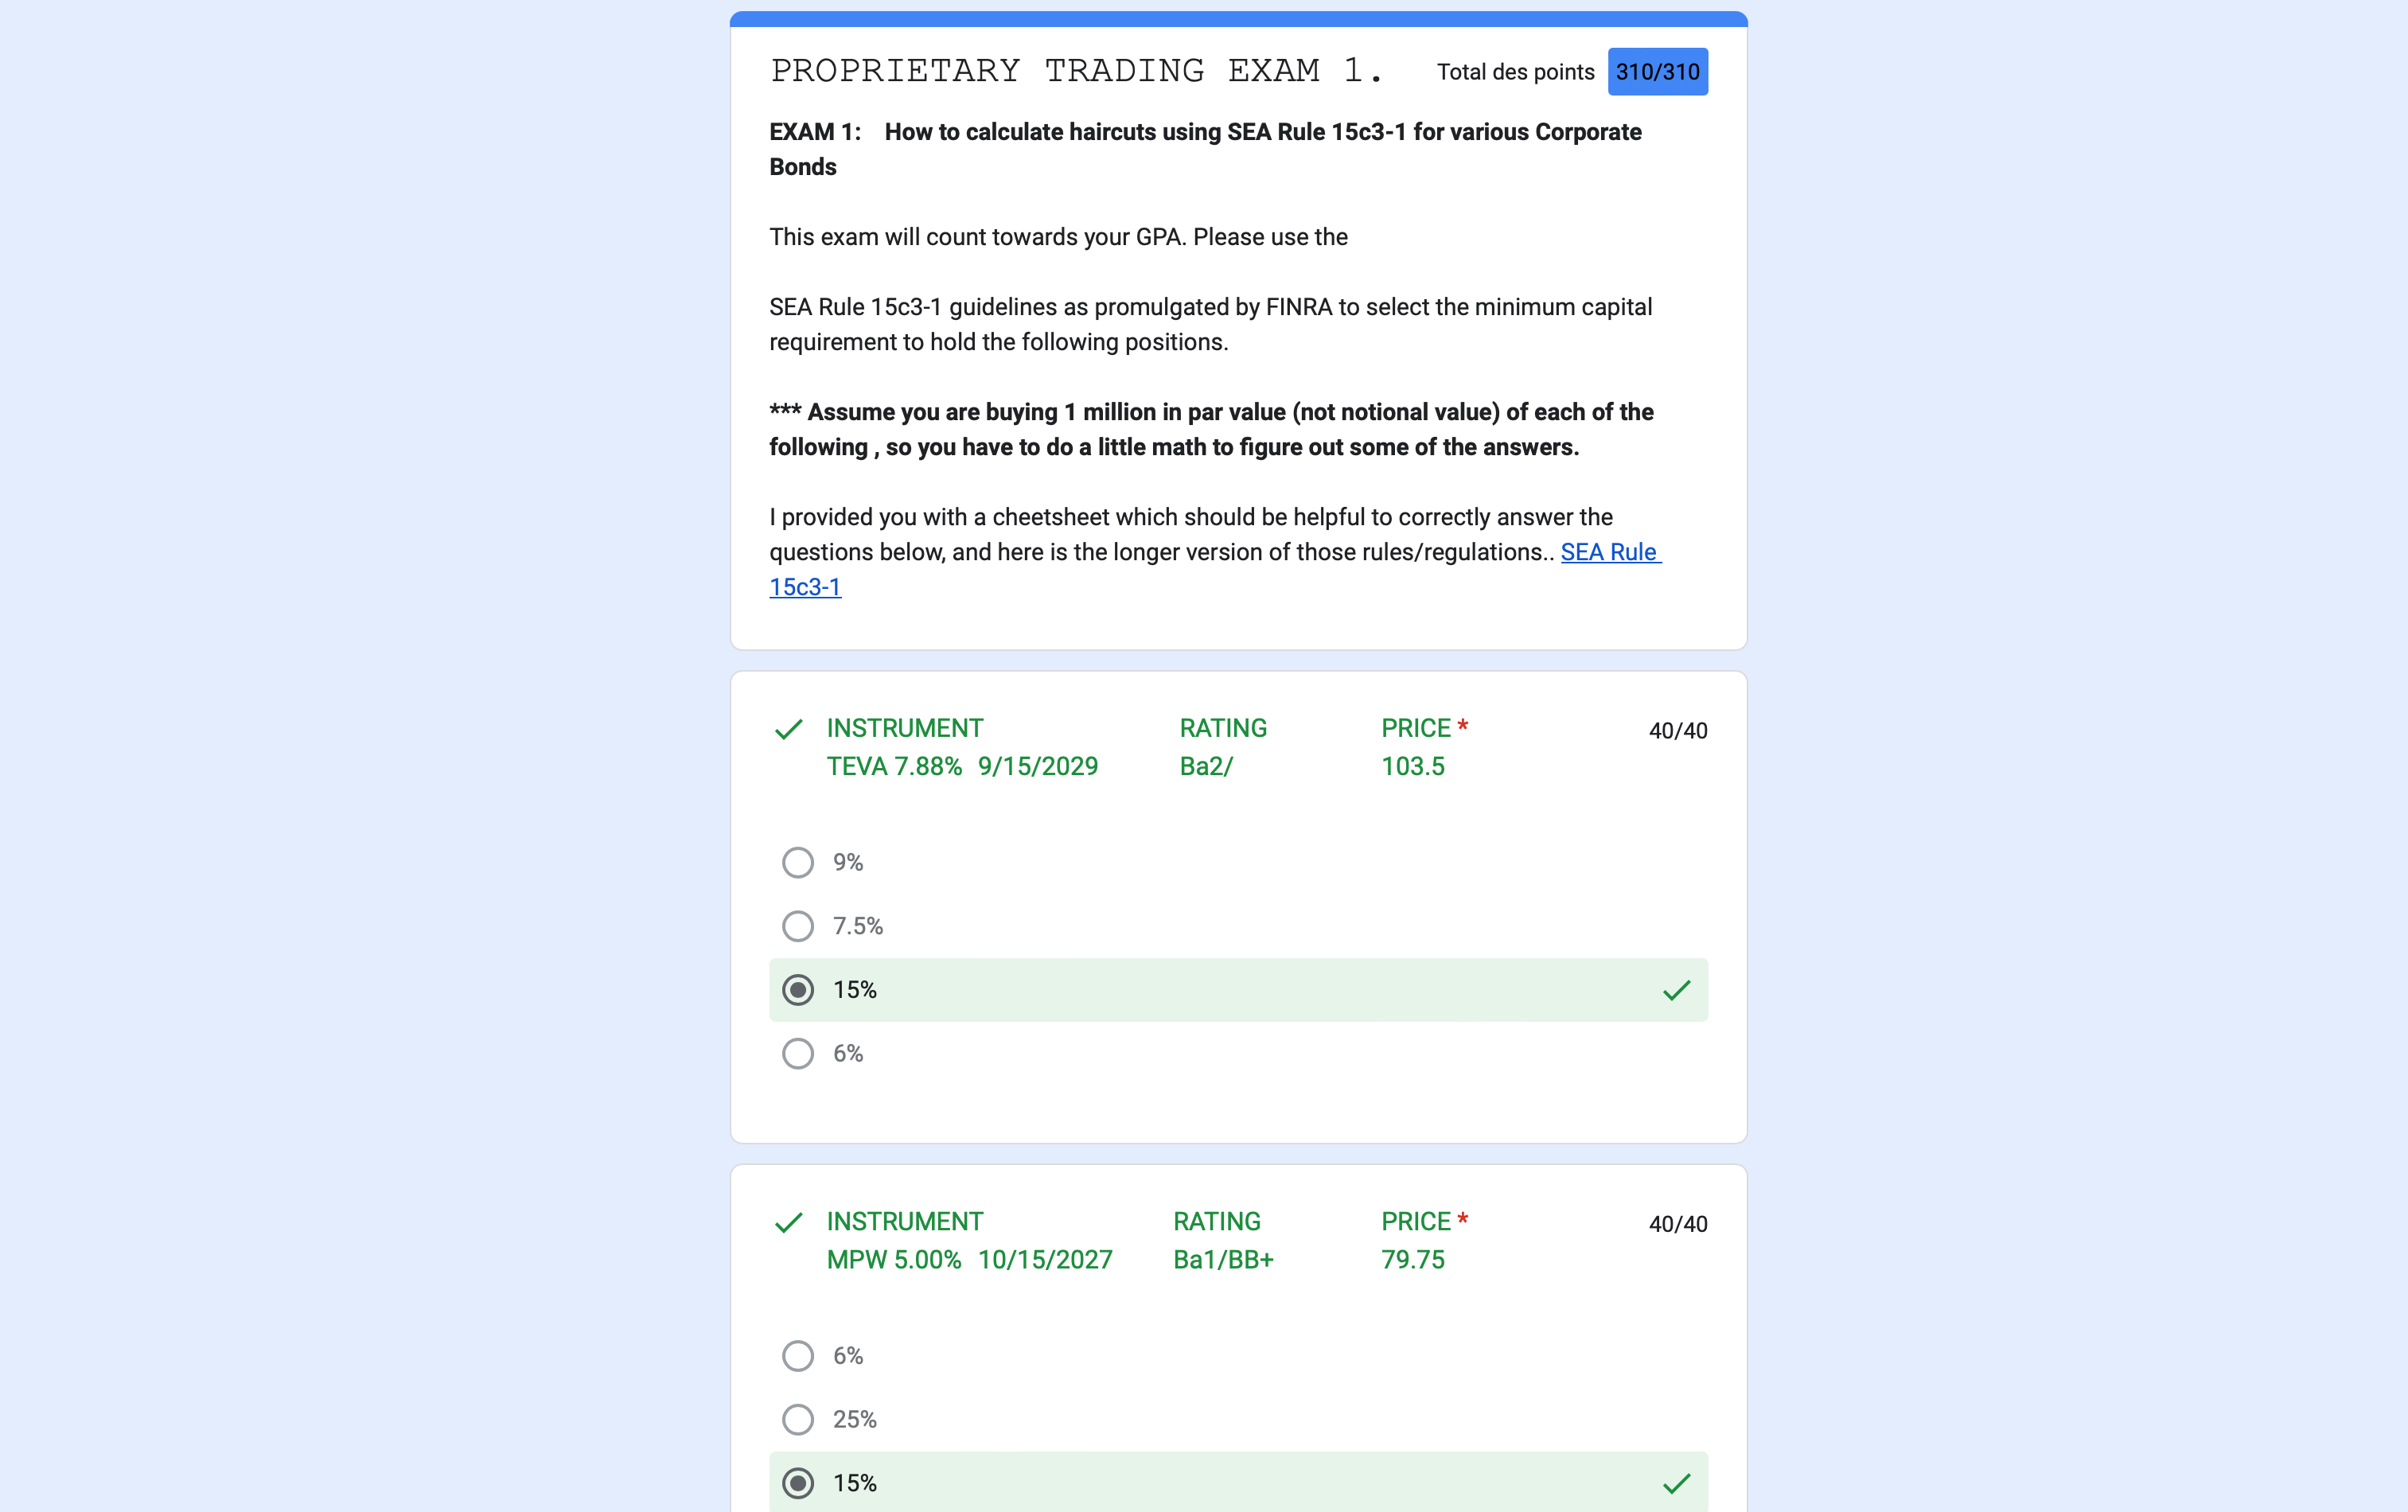 PROPRIETARY TRADING EXAM 1.
Total des points 310/310
EXAM 1: How to calculate haircuts using SEA Rule 15c3-1 for various Corporate
Bonds
This exam will count towards your GPA. Please use the
SEA Rule 15c3-1 guidelines as promulgated by FINRA to select the minimum capital
requirement to hold the following positions.
*** Assume you are buying 1 million in par value (not notional value) of each of the
following , so you have to do a little math to figure out some of the answers.
I provided you with a cheetsheet which should be helpful to correctly answer the
questions below, and here is the longer version of those rules/regulations.. SEA Rule
15c3-1
INSTRUMENT RATING PRICE * 40/40
TEVA 7.88% 9/15/2029 Ba2/ 103.5
9%
7.5%
15%
6%
INSTRUMENT RATING PRICE * 40/40
MPW 5.00% 10/15/2027 Ba1/BB+ 79.75
6%
25%
15%